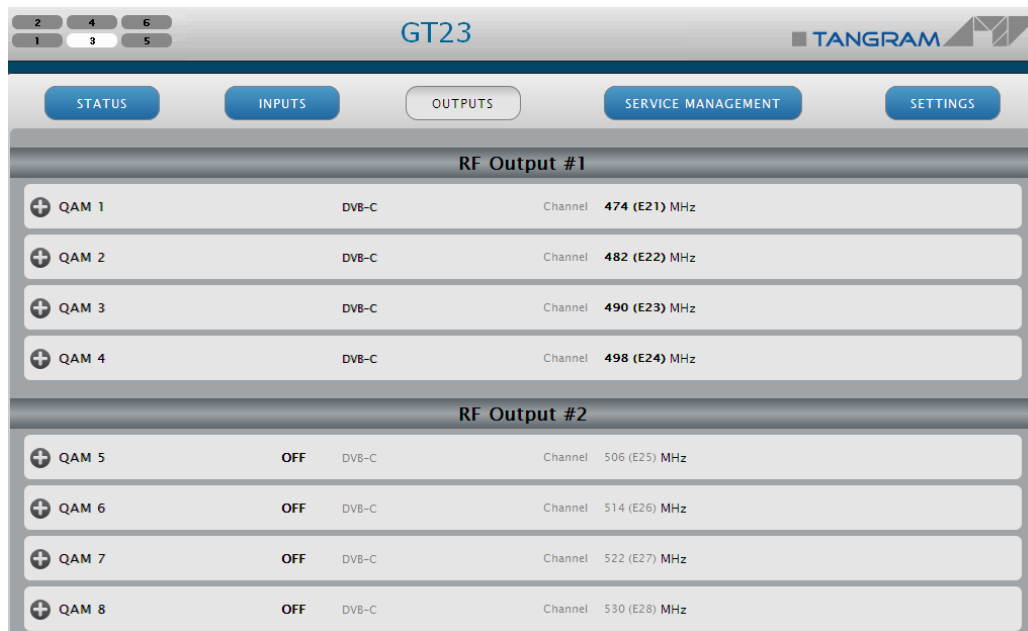 2 4 6
1 3 5
GT23
TANGRAM
STATUS INPUTS OUTPUTS SERVICE MANAGEMENT SETTINGS
RF Output #1
QAM 1 DVB-C Channel 474 (E21) MHz
QAM 2 DVB-C Channel 482 (E22) MHz
QAM 3 DVB-C Channel 490 (E23) MHz
QAM 4 DVB-C Channel 498 (E24) MHz
RF Output #2
QAM 5 OFF DVB-C Channel 506 (E25) MHz
QAM 6 OFF DVB-C Channel 514 (E26) MHz
QAM 7 OFF DVB-C Channel 522 (E27) MHz
QAM 8 OFF DVB-C Channel 530 (E28) MHz